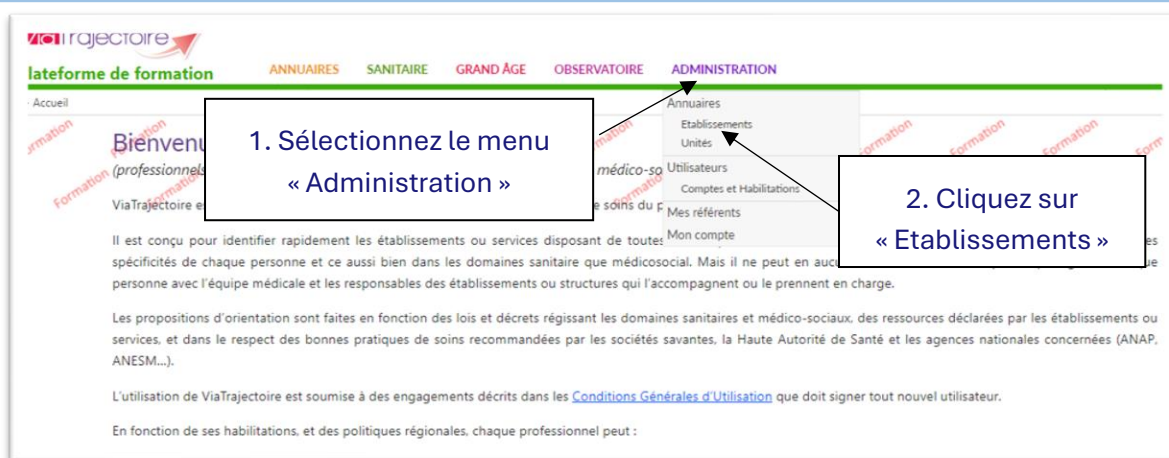 ViaTrajectoire
lateforme de formation
ANNUAIRES SANITAIRE GRAND ÂGE OBSERVATOIRE ADMINISTRATION
Accueil
Annuaires
Etablissements
Unités
Utilisateurs
Comptes et Habilitations
Mes référents
Mon compte
1. Sélectionnez le menu
« Administration »
2. Cliquez sur
« Etablissements »
Formation Formation Formation Formation
Bienvenu
(professionnels médico-so
ViaTrajectoire e e soins du p
Il est conçu pour identifier rapidement les établissements ou services disposant de toutes
spécificités de chaque personne et ce aussi bien dans les domaines sanitaire que médicosocial. Mais il ne peut en auc
personne avec l'équipe médicale et les responsables des établissements ou structures qui l'accompagnent ou le prennent en charge.
Les propositions d'orientation sont faites en fonction des lois et décrets régissant les domaines sanitaires et médico-sociaux, des ressources déclarées par les établissements ou
services, et dans le respect des bonnes pratiques de soins recommandées par les sociétés savantes, la Haute Autorité de Santé et les agences nationales concernées (ANAP,
ANESM...).
L'utilisation de ViaTrajectoire est soumise à des engagements décrits dans les Conditions Générales d'Utilisation que doit signer tout nouvel utilisateur.
En fonction de ses habilitations, et des politiques régionales, chaque professionnel peut :